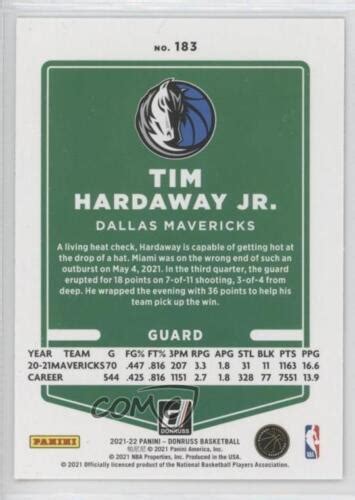 NO. 183
TIM
HARDAWAY JR.
DALLAS MAVERICKS
A living heat check, Hardaway is capable of getting hot
at the drop of a hat. Miami was on the wrong end of such an
outburst on May 4, 2021. In the third quarter, the guard
erupted for 18 points on 7-of-11 shooting, 3-of-4 from
deep. He wrapped the evening with 36 points to help his
team pick up the win.
GUARD
YEAR TEAM G FG% FT% 3PM RPG APG STL BLK PTS PPG
20-21 MAVERICKS 70 .447 .816 207 3.3 1.8 31 11 1163 16.6
CAREER 544 .425 .816 1151 2.7 1.8 328 77 7551 13.9
COMC
PANINI
DONRUSS
2021-22 PANINI - DONRUSS BASKETBALL
帕尼尼 © 2021 Panini America, Inc.
© 2021 NBA Properties, Inc. Produced in the USA.
© 2021 Officially licensed product of the National Basketball Players Association.